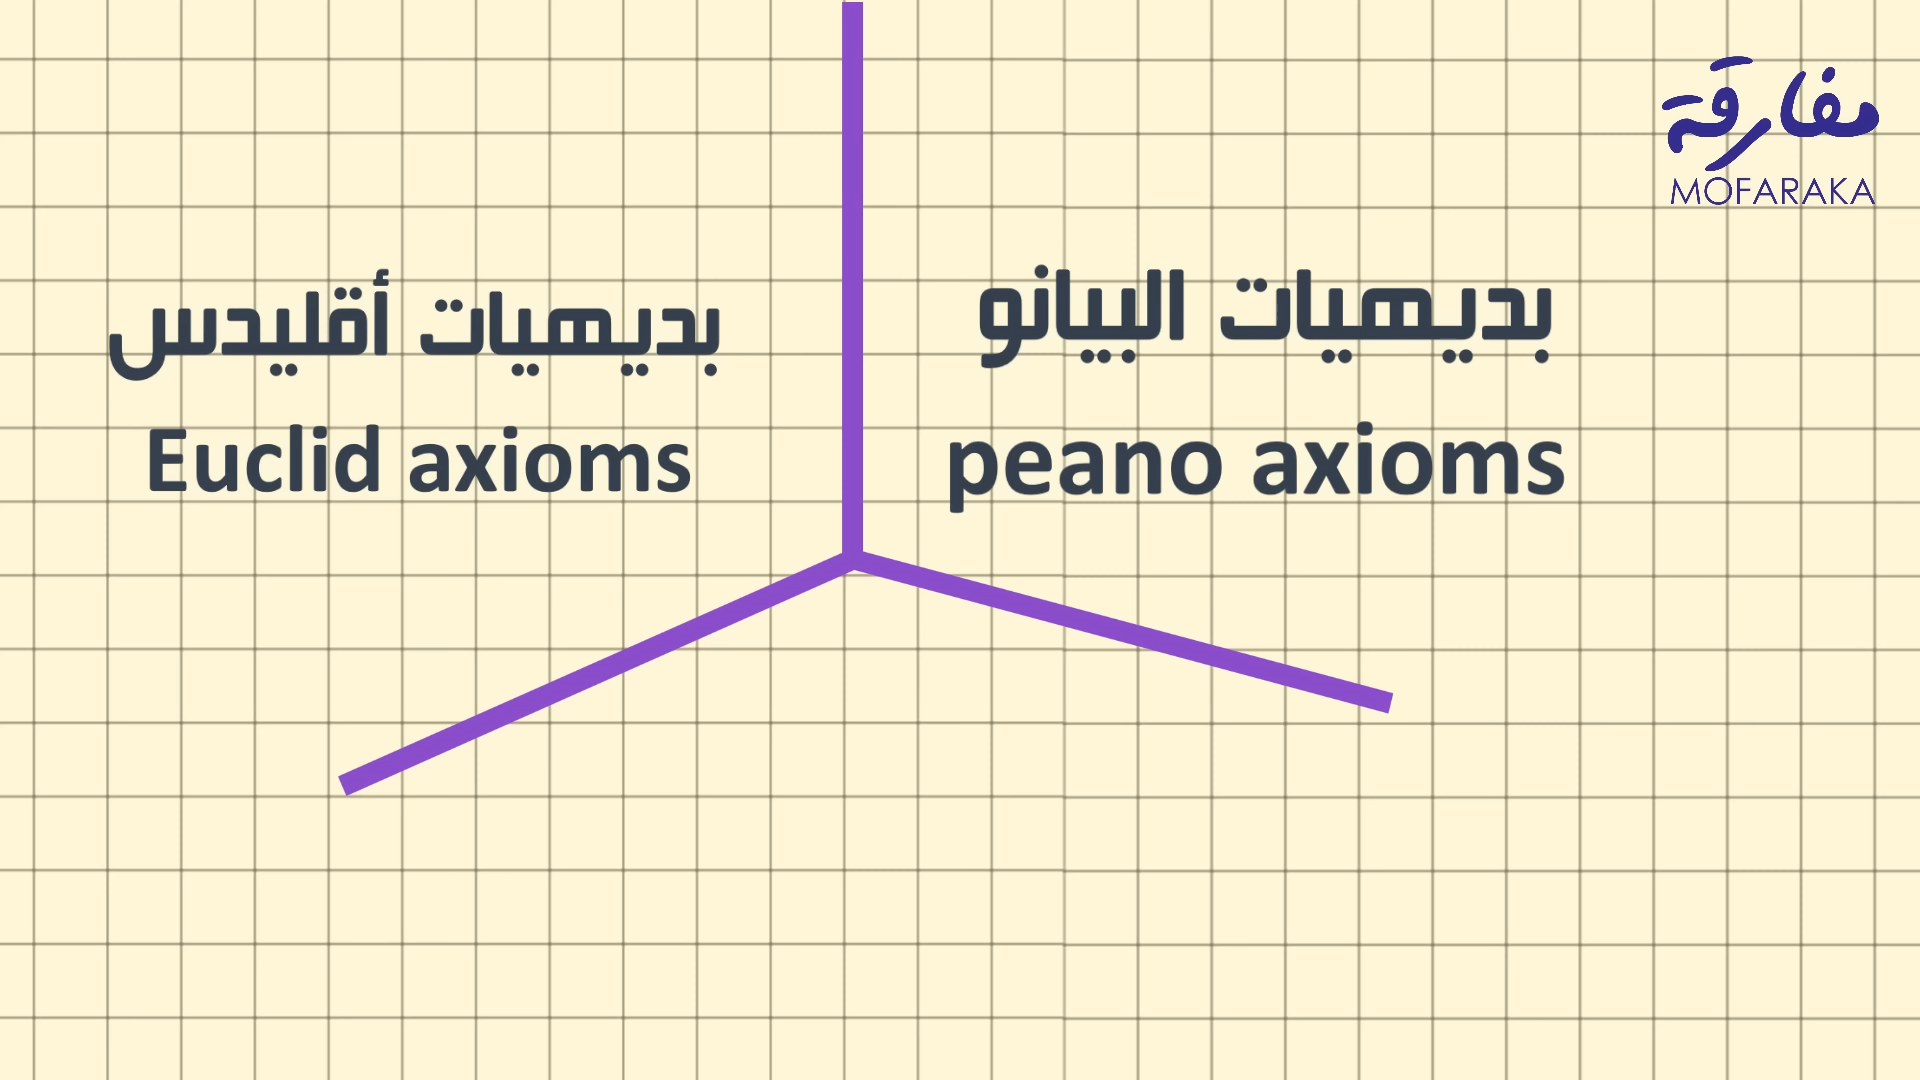 مفارقة
MOFARAKA
بديهيات البيانو
peano axioms
بديهيات أقليدس
Euclid axioms